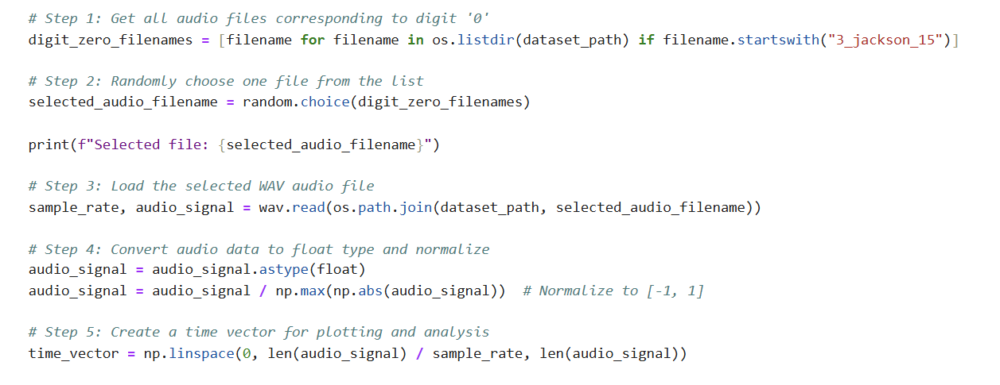 # Step 1: Get all audio files corresponding to digit '0'
digit_zero_filenames = [filename for filename in os.listdir(dataset_path) if filename.startswith("3_jackson_15")]
# Step 2: Randomly choose one file from the list
selected_audio_filename = random.choice(digit_zero_filenames)
print(f"Selected file: {selected_audio_filename}")
# Step 3: Load the selected WAV audio file
sample_rate, audio_signal = wav.read(os.path.join(dataset_path, selected_audio_filename))
# Step 4: Convert audio data to float type and normalize
audio_signal = audio_signal.astype(float)
audio_signal = audio_signal / np.max(np.abs(audio_signal))  # Normalize to [-1, 1]
# Step 5: Create a time vector for plotting and analysis
time_vector = np.linspace(0, len(audio_signal) / sample_rate, len(audio_signal))